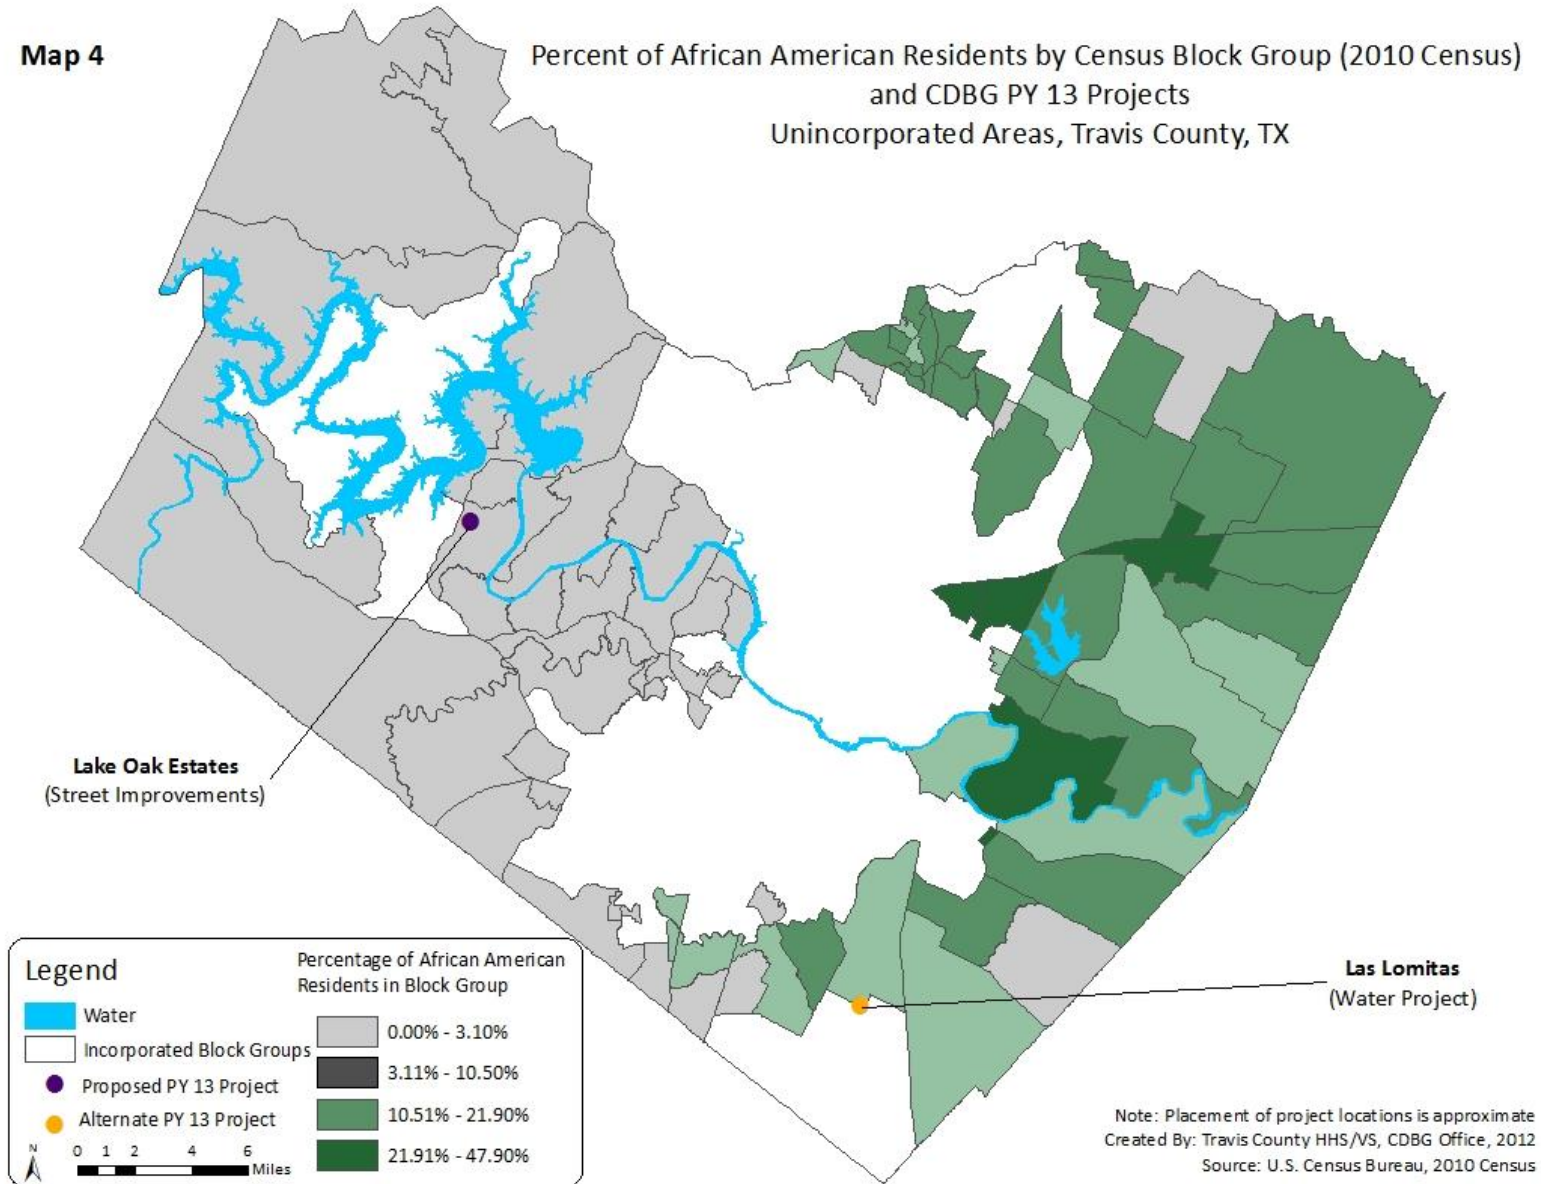 Map 4
Percent of African American Residents by Census Block Group (2010 Census)
and CDBG PY 13 Projects
Unincorporated Areas, Travis County, TX
Lake Oak Estates
(Street Improvements)
Las Lomitas
(Water Project)
Legend
Water
Incorporated Block Groups
Proposed PY 13 Project
Alternate PY 13 Project
N
0 1 2 4 6
Miles
Percentage of African American
Residents in Block Group
0.00% - 3.10%
3.11% - 10.50%
10.51% - 21.90%
21.91% - 47.90%
Note: Placement of project locations is approximate
Created By: Travis County HHS/VS, CDBG Office, 2012
Source: U.S. Census Bureau, 2010 Census